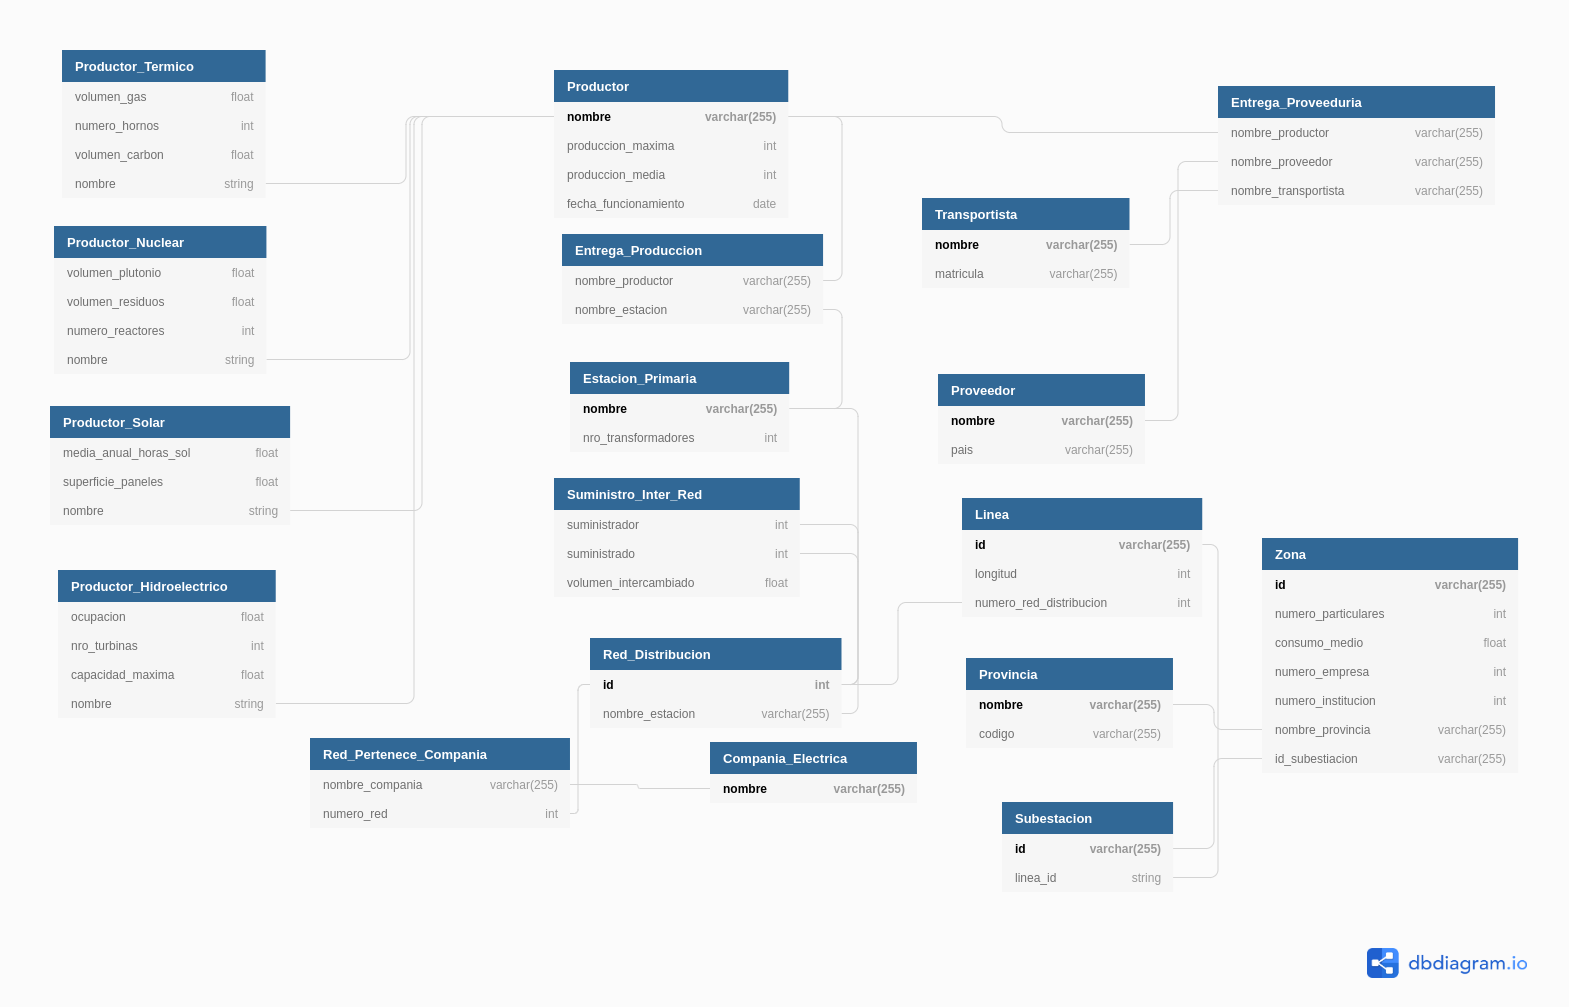 Productor_Termico
volumen_gas float
numero_hornos int
volumen_carbon float
nombre string
Productor_Nuclear
volumen_plutonio float
volumen_residuos float
numero_reactores int
nombre string
Productor_Solar
media_anual_horas_sol float
superficie_paneles float
nombre string
Productor_Hidroelectrico
ocupacion float
nro_turbinas int
capacidad_maxima float
nombre string
Red_Pertenece_Compania
nombre_compania varchar(255)
numero_red int
Productor
nombre varchar(255)
produccion_maxima int
produccion_media int
fecha_funcionamiento date
Entrega_Produccion
nombre_productor varchar(255)
nombre_estacion varchar(255)
Estacion_Primaria
nombre varchar(255)
nro_transformadores int
Suministro_Inter_Red
suministrador int
suministrado int
volumen_intercambiado float
Red_Distribucion
id int
nombre_estacion varchar(255)
Compania_Electrica
nombre varchar(255)
Transportista
nombre varchar(255)
matricula varchar(255)
Proveedor
nombre varchar(255)
pais varchar(255)
Linea
id varchar(255)
longitud int
numero_red_distribucion int
Provincia
nombre varchar(255)
codigo varchar(255)
Subestacion
id varchar(255)
linea_id string
Entrega_Proveeduria
nombre_productor varchar(255)
nombre_proveedor varchar(255)
nombre_transportista varchar(255)
Zona
id varchar(255)
numero_particulares int
consumo_medio float
numero_empresa int
numero_institucion int
nombre_provincia varchar(255)
id_subestiacion varchar(255)
dbdiagram.io